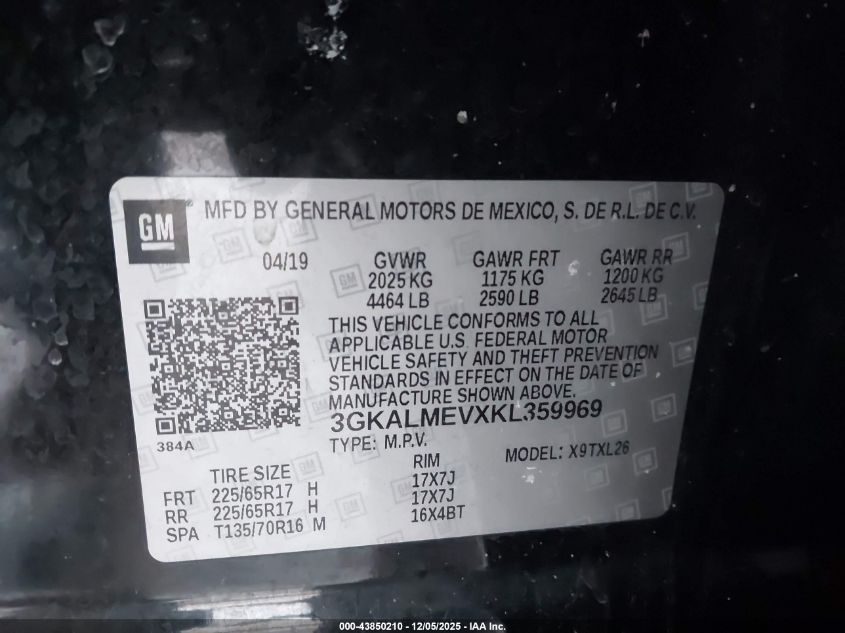 GM
MFD BY GENERAL MOTORS DE MEXICO, S. DE R.L. DE C.V.
04/19
GVWR GAWR FRT GAWR RR
2025 KG 1175 KG 1200 KG
4464 LB 2590 LB 2645 LB
THIS VEHICLE CONFORMS TO ALL
APPLICABLE U.S. FEDERAL MOTOR
VEHICLE SAFETY AND THEFT PREVENTION
STANDARDS IN EFFECT ON THE DATE OF
MANUFACTURE SHOWN ABOVE.
3GKALMEVXKL359969
384A
TYPE: M.P.V. MODEL: X9TXL26
TIRE SIZE RIM
FRT 225/65R17 H 17X7J
RR 225/65R17 H 17X7J
SPA T135/70R16 M 16X4BT
000-43850210 - 12/05/2025 - IAA Inc.